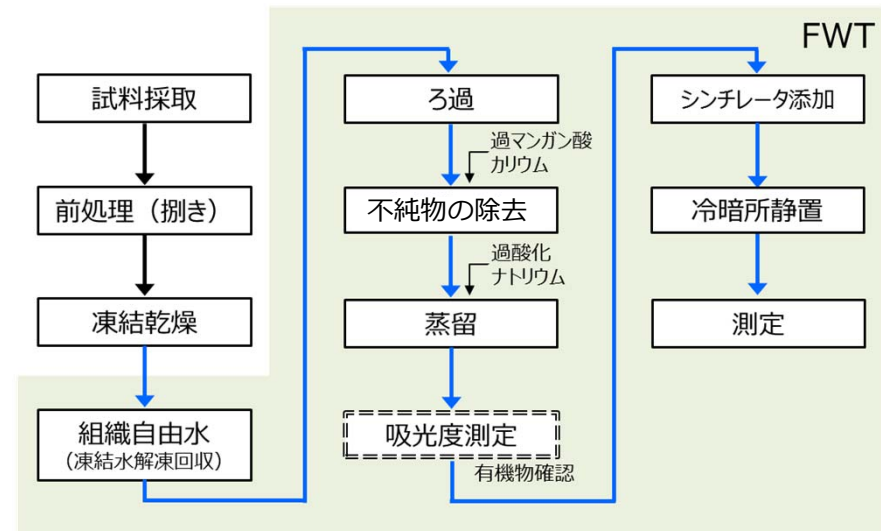 FWT
試料採取
前処理（捌き）
凍結乾燥
組織自由水
（凍結水解凍回収）
ろ過
過マンガン酸
カリウム
不純物の除去
過酸化
ナトリウム
蒸留
吸光度測定
有機物確認
シンチレータ添加
冷暗所静置
測定